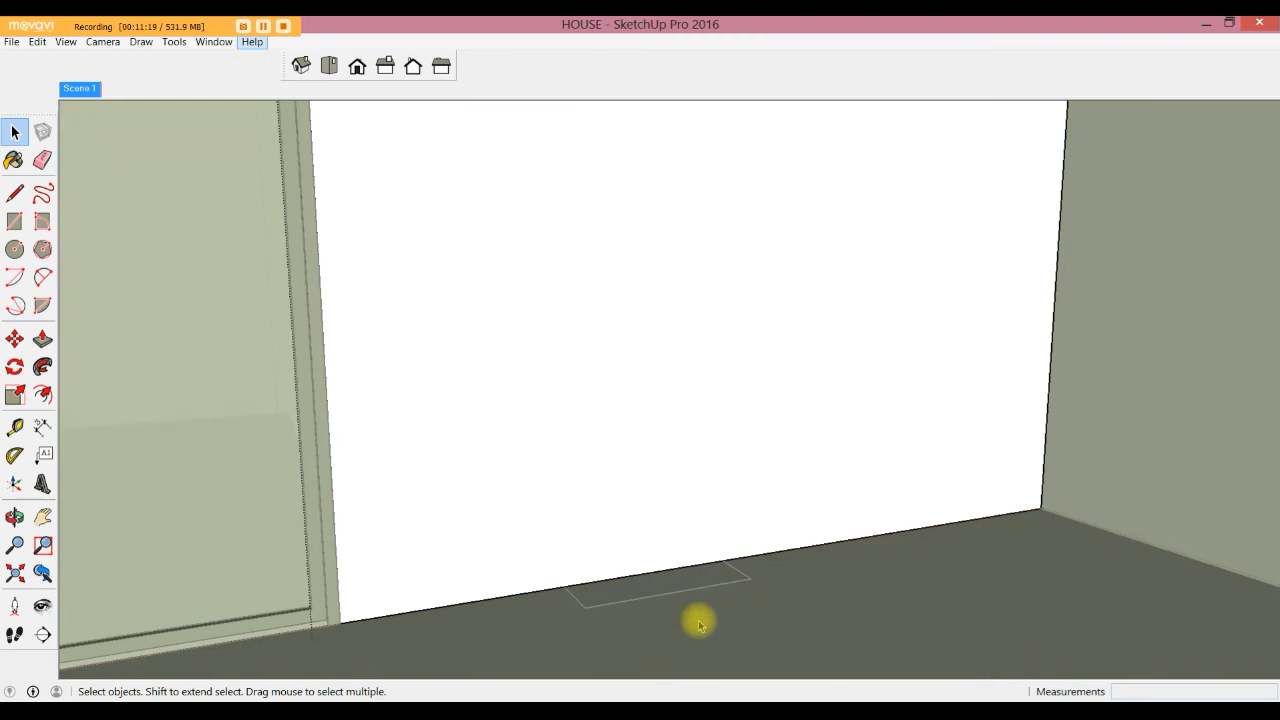 movavi Recording [00:11:19 / 531.9 MB] HOUSE - SketchUp Pro 2016
File Edit View Camera Draw Tools Window Help
Scene 1
A1
Select objects. Shift to extend select. Drag mouse to select multiple. Measurements